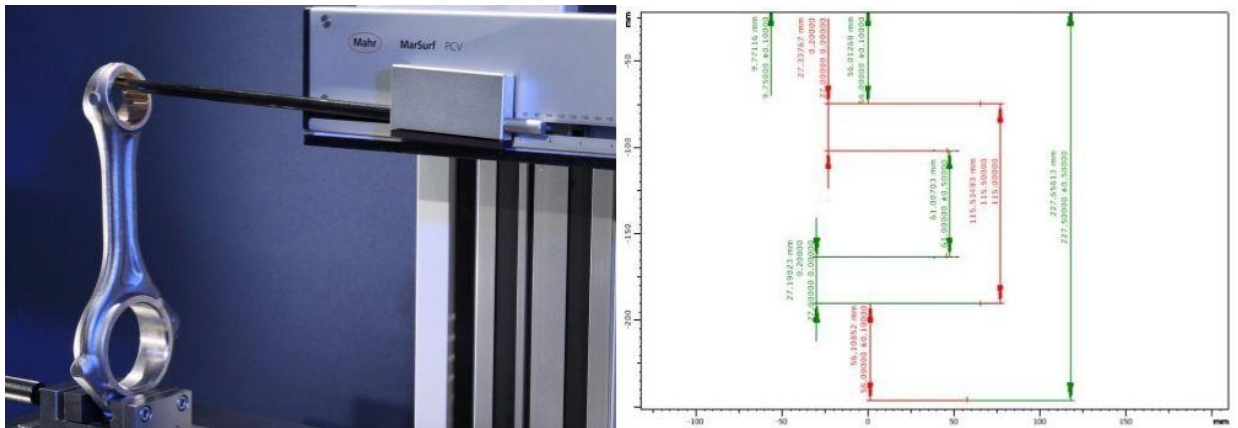 Mahr
MarSurf PCV
mm
-50
-100
-150
-200
-100
-50
0
50
100
150
mm
9.77116 mm
9.75000 ±0.10000
27.33767 mm
0.20000
27.00000 0.00000
56.01268 mm
56.00000 ±0.10000
61.00703 mm
61.00000 ±0.50000
115.53493 mm
115.50000
115.00000
227.65613 mm
227.50000 ±0.50000
27.19023 mm
0.20000
27.00000 0.00000
56.10852 mm
56.00000 ±0.10000